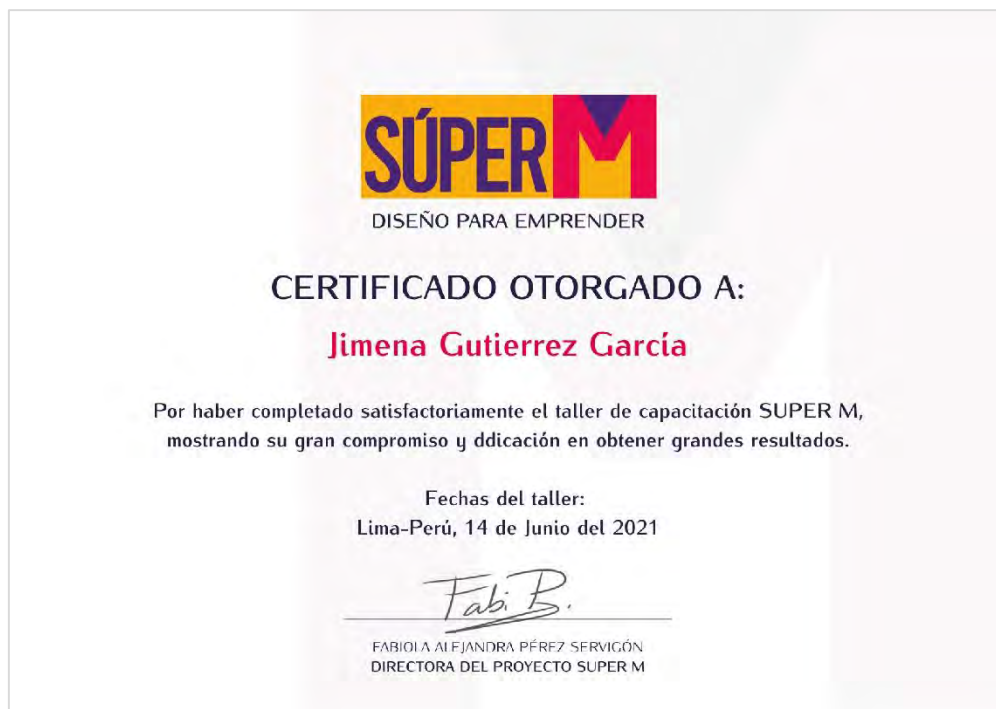 SÚPER M
DISEÑO PARA EMPRENDER
CERTIFICADO OTORGADO A:
Jimena Gutierrez García
Por haber completado satisfactoriamente el taller de capacitación SUPER M,
mostrando su gran compromiso y ddicación en obtener grandes resultados.
Fechas del taller:
Lima-Perú, 14 de Junio del 2021
Fabi B.
FABIOLA ALEJANDRA PÉREZ SERVIGÓN
DIRECTORA DEL PROYECTO SUPER M